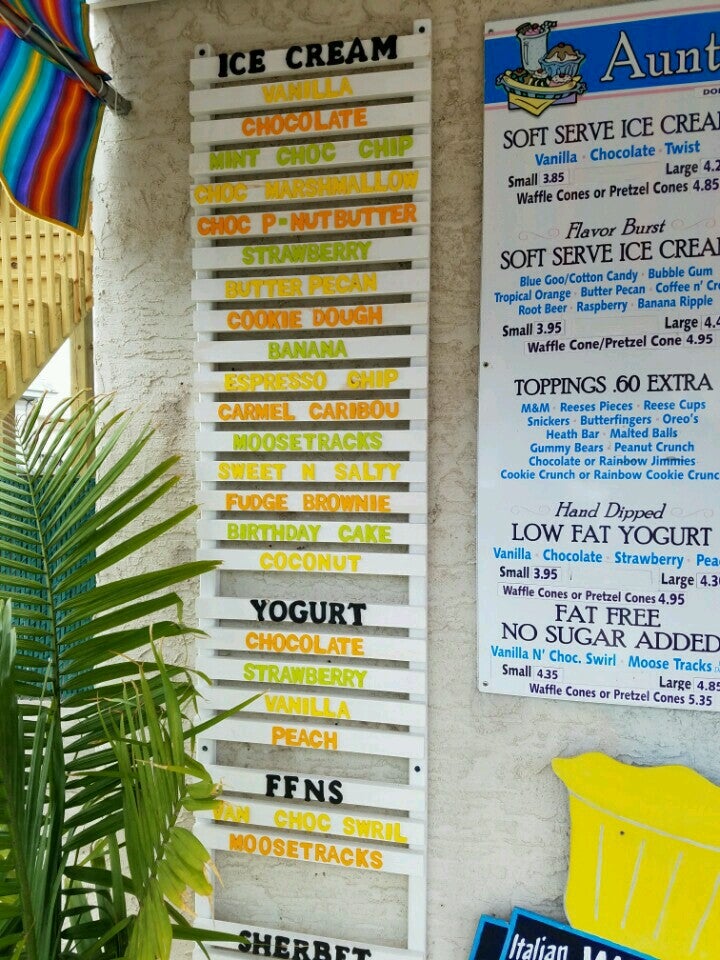 ICE CREAM
VANILLA
CHOCOLATE
MINT CHOC CHIP
CHOC MARSHMALLOW
CHOC P-NUTBUTTER
STRAWBERRY
BUTTER PECAN
COOKIE DOUGH
BANANA
ESPRESSO CHIP
CARMEL CARIBOU
MOOSETRACKS
SWEET N SALTY
FUDGE BROWNIE
BIRTHDAY CAKE
COCONUT
YOGURT
CHOCOLATE
STRAWBERRY
VANILLA
PEACH
FFNS
VAN CHOC SWRIL
MOOSETRACKS
SHERBET
Aunt
SOFT SERVE ICE CREA
Vanilla · Chocolate · Twist
Small 3.85 Large 4.2
Waffle Cones or Pretzel Cones 4.85
Flavor Burst
SOFT SERVE ICE CREA
Blue Goo/Cotton Candy · Bubble Gum
Tropical Orange · Butter Pecan · Coffee n' Cr
Root Beer · Raspberry · Banana Ripple
Small 3.95 Large 4.4
Waffle Cone/Pretzel Cone 4.95
TOPPINGS .60 EXTRA
M&M · Reeses Pieces · Reese Cups
Snickers · Butterfingers · Oreo's
Heath Bar · Malted Balls
Gummy Bears · Peanut Crunch
Chocolate or Rainbow Jimmies
Cookie Crunch or Rainbow Cookie Crunc
Hand Dipped
LOW FAT YOGURT
Vanilla · Chocolate · Strawberry · Pea
Small 3.95 Large 4.30
Waffle Cones or Pretzel Cones 4.95
FAT FREE
NO SUGAR ADDED
Vanilla N' Choc. Swirl · Moose Tracks
Small 4.35 Large 4.85
Waffle Cones or Pretzel Cones 5.35
Italian